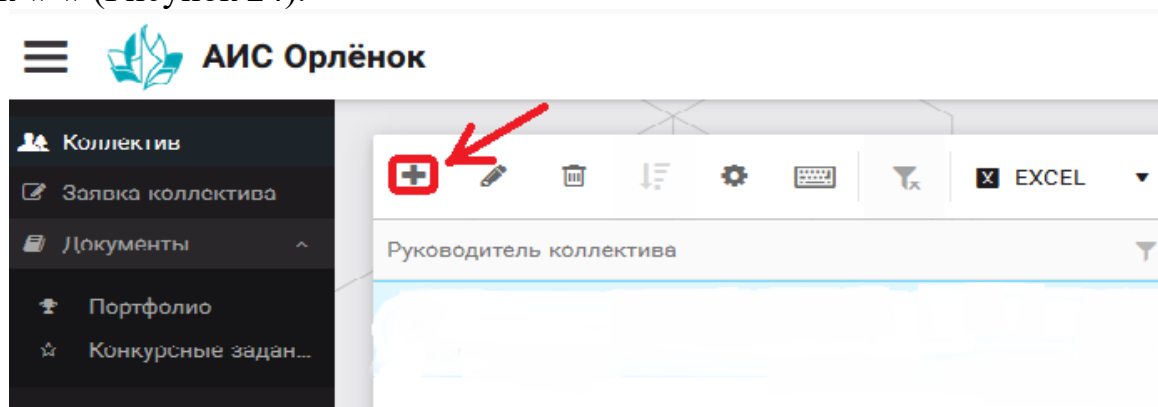 АИС Орлёнок
Коллектив
Заявка коллектива
EXCEL
Документы
Руководитель коллектива
Портфолио
Конкурсные задан...